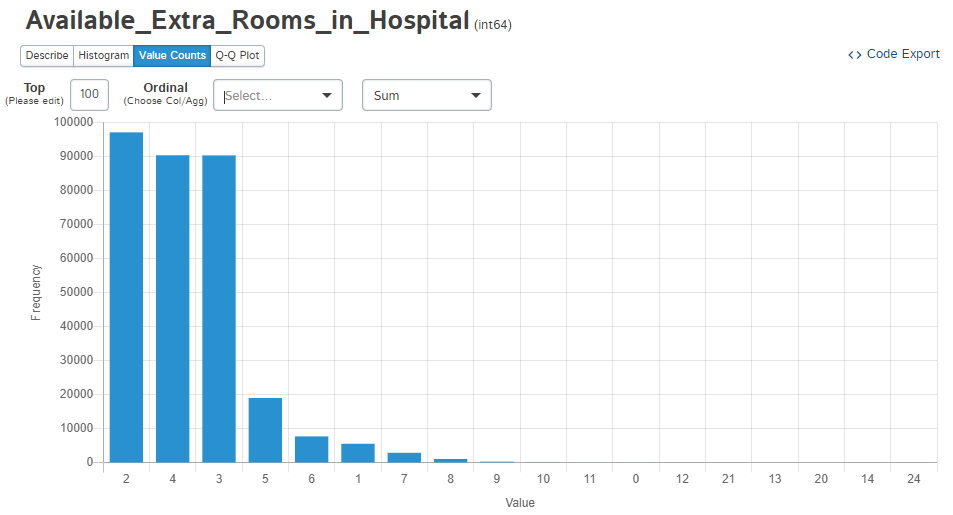 Available_Extra_Rooms_in_Hospital (int64)
Describe Histogram Value Counts Q-Q Plot
<> Code Export
Top Ordinal
(Please edit) 100 (Choose Col/Agg) Select... Sum
100000
90000
80000
70000
60000
50000
40000
30000
20000
10000
0
Frequency
2 4 3 5 6 1 7 8 9 10 11 0 12 21 13 20 14 24
Value